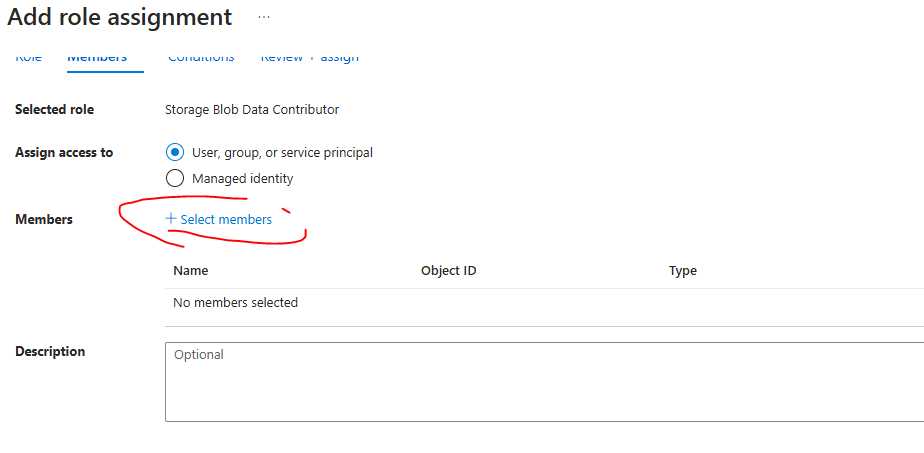 Add role assignment ...
Role Members Conditions Review + assign
Selected role Storage Blob Data Contributor
Assign access to User, group, or service principal
Managed identity
Members + Select members
Name Object ID Type
No members selected
Description Optional